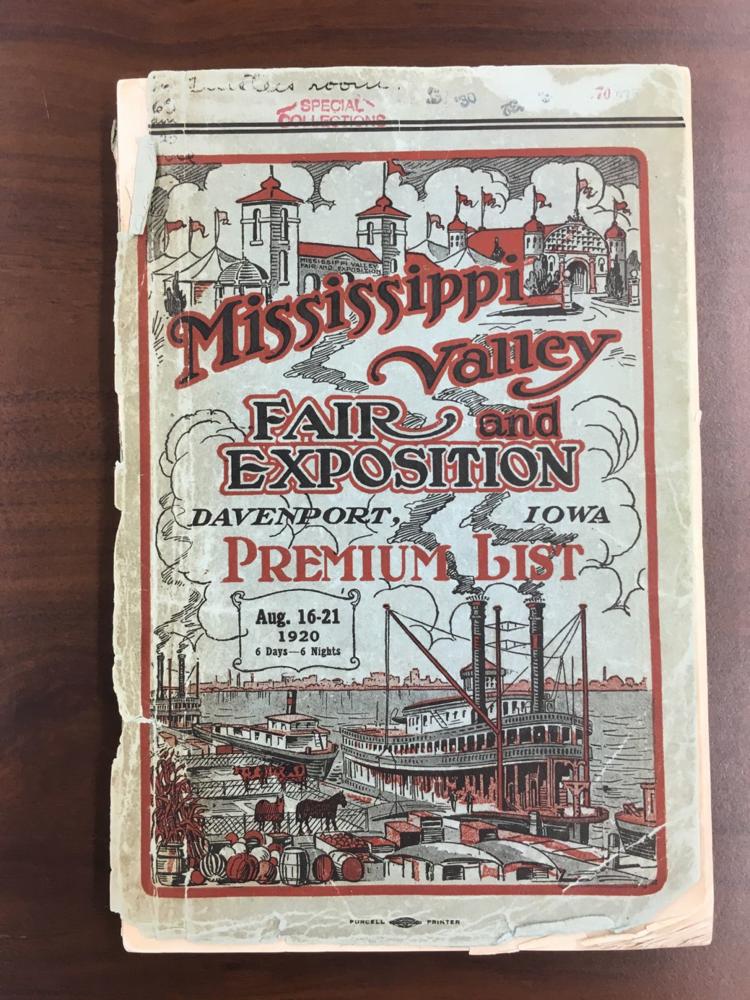 room.
SPECIAL
COLLECTIONS
MISSISSIPPI VALLEY
FAIR AND EXPOSITION
Mississippi
Valley
FAIR and
EXPOSITION
DAVENPORT, IOWA
PREMIUM LIST
Aug. 16-21
1920
6 Days—6 Nights
PURCELL PRINTER